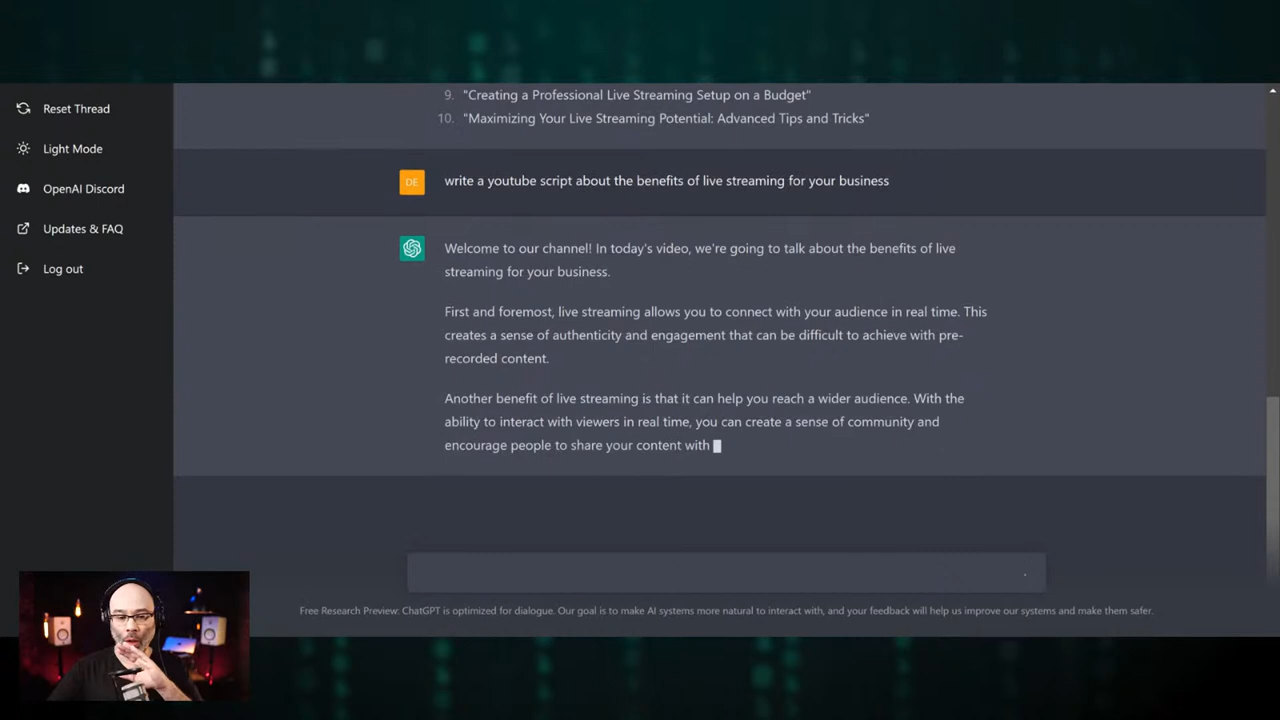 Reset Thread
Light Mode
OpenAI Discord
Updates & FAQ
Log out
9. "Creating a Professional Live Streaming Setup on a Budget"
10. "Maximizing Your Live Streaming Potential: Advanced Tips and Tricks"
DE
write a youtube script about the benefits of live streaming for your business
Welcome to our channel! In today's video, we're going to talk about the benefits of live
streaming for your business.
First and foremost, live streaming allows you to connect with your audience in real time. This
creates a sense of authenticity and engagement that can be difficult to achieve with pre-
recorded content.
Another benefit of live streaming is that it can help you reach a wider audience. With the
ability to interact with viewers in real time, you can create a sense of community and
encourage people to share your content with
Free Research Preview: ChatGPT is optimized for dialogue. Our goal is to make AI systems more natural to interact with, and your feedback will help us improve our systems and make them safer.